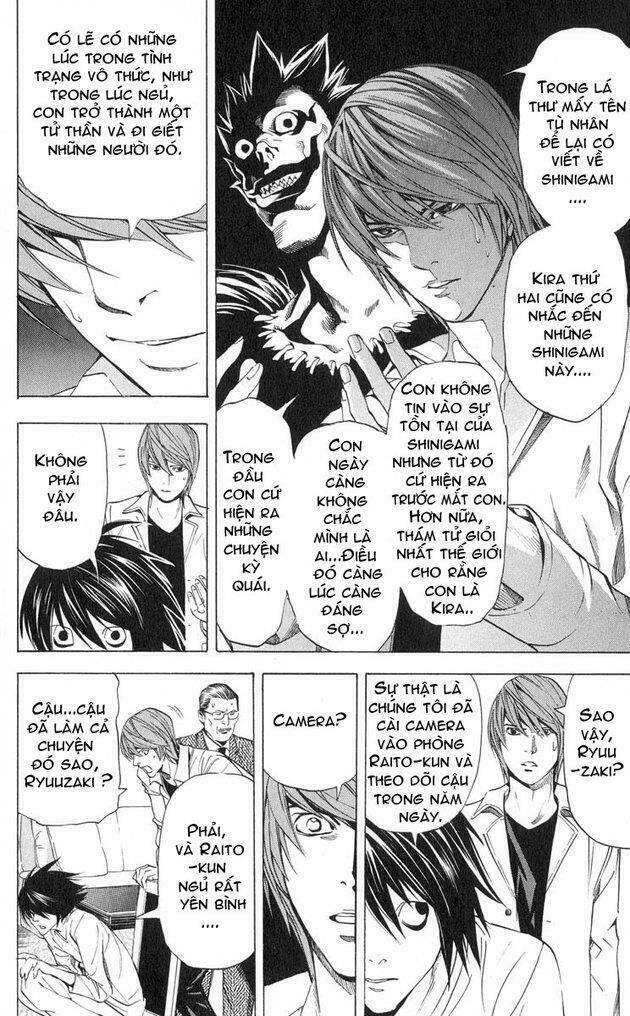 TRONG LÁ
THƯ MẤY TÊN
TÙ NHÂN
ĐỂ LẠI CÓ
VIẾT VỀ
SHINIGAMI
....
KIRA THỨ
HAI CŨNG CÓ
NHẮC ĐẾN
NHỮNG
SHINIGAMI
NÀY....
CON KHÔNG
TIN VÀO SỰ
TỒN TẠI CỦA
SHINIGAMI
NHƯNG TỪ ĐÓ
CỨ HIỆN RA
TRƯỚC MẮT CON.
HƠN NỮA,
THÁM TỬ GIỎI
NHẤT THẾ GIỚI
CHO RẰNG
CON LÀ
KIRA..
CON
NGÀY
CÀNG
KHÔNG
CHẮC
MÌNH LÀ
AI...ĐIỀU
ĐÓ CÀNG
LÚC CÀNG
ĐÁNG
SỢ...
TRONG
ĐẦU
CON CỨ
HIỆN RA
NHỮNG
CHUYỆN
KỲ
QUÁI.
CÓ LẼ CÓ NHỮNG
LÚC TRONG TÌNH
TRẠNG VÔ THỨC, NHƯ
TRONG LÚC NGỦ,
CON TRỞ THÀNH MỘT
TỬ THẦN VÀ ĐI GIẾT
NHỮNG NGƯỜI ĐÓ.
KHÔNG
PHẢI
VẬY
ĐÂU.
SAO
VẬY,
RYUU
-ZAKI?
SỰ THẬT LÀ
CHÚNG TÔI ĐÃ
CÀI CAMERA
VÀO PHÒNG
RAITO-KUN VÀ
THEO DÕI CẬU
TRONG NĂM
NGÀY.
CAMERA?
CẬU...CẬU
ĐÃ LÀM CẢ
CHUYỆN
ĐÓ SAO,
RYUUZAKI ?
PHẢI,
VÀ RAITO
-KUN
NGỦ RẤT
YÊN BÌNH
....